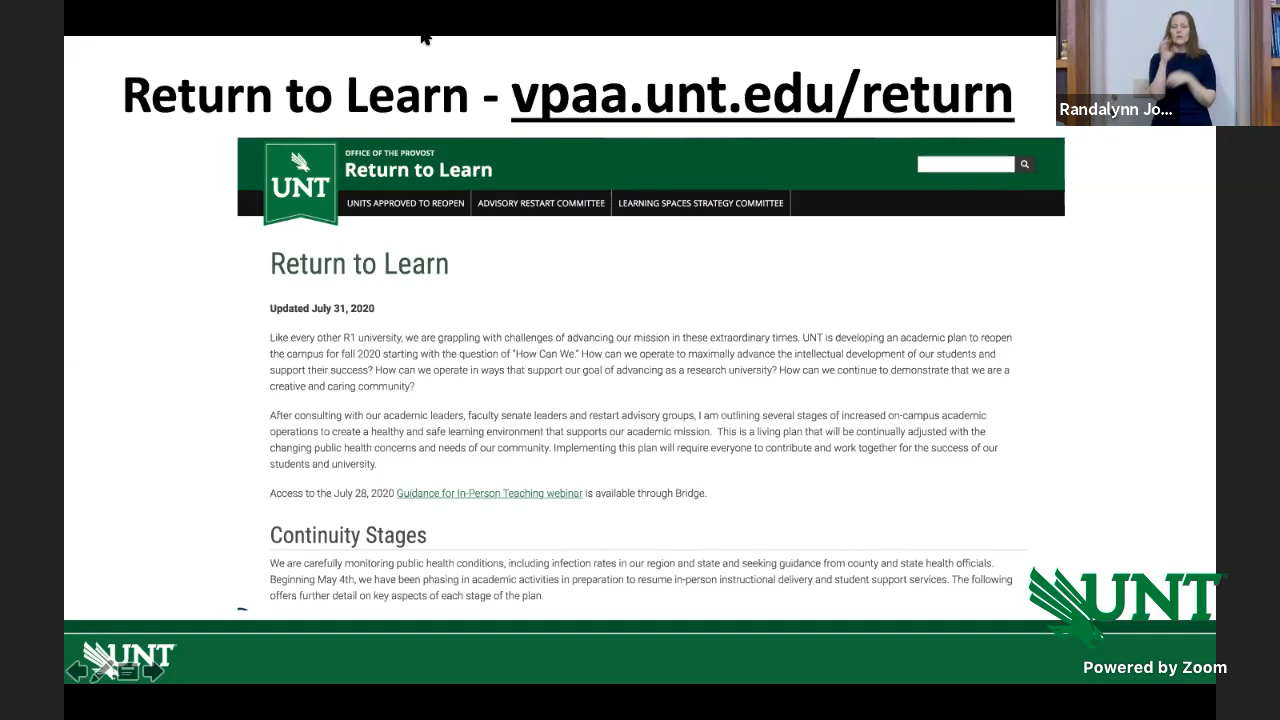 Return to Learn - vpaa.unt.edu/return
Randalynn Jo...
UNT
OFFICE OF THE PROVOST
Return to Learn
UNITS APPROVED TO REOPEN
ADVISORY RESTART COMMITTEE
LEARNING SPACES STRATEGY COMMITTEE
Return to Learn
Updated July 31, 2020
Like every other R1 university, we are grappling with challenges of advancing our mission in these extraordinary times. UNT is developing an academic plan to reopen
the campus for fall 2020 starting with the question of "How Can We." How can we operate to maximally advance the intellectual development of our students and
support their success? How can we operate in ways that support our goal of advancing as a research university? How can we continue to demonstrate that we are a
creative and caring community?
After consulting with our academic leaders, faculty senate leaders and restart advisory groups, I am outlining several stages of increased on-campus academic
operations to create a healthy and safe learning environment that supports our academic mission. This is a living plan that will be continually adjusted with the
changing public health concerns and needs of our community. Implementing this plan will require everyone to contribute and work together for the success of our
students and university.
Access to the July 28, 2020 Guidance for In-Person Teaching webinar is available through Bridge.
Continuity Stages
We are carefully monitoring public health conditions, including infection rates in our region and state and seeking guidance from county and state health officials.
Beginning May 4th, we have been phasing in academic activities in preparation to resume in-person instructional delivery and student support services. The following
offers further detail on key aspects of each stage of the plan.
UNT
UNT
Powered by Zoom